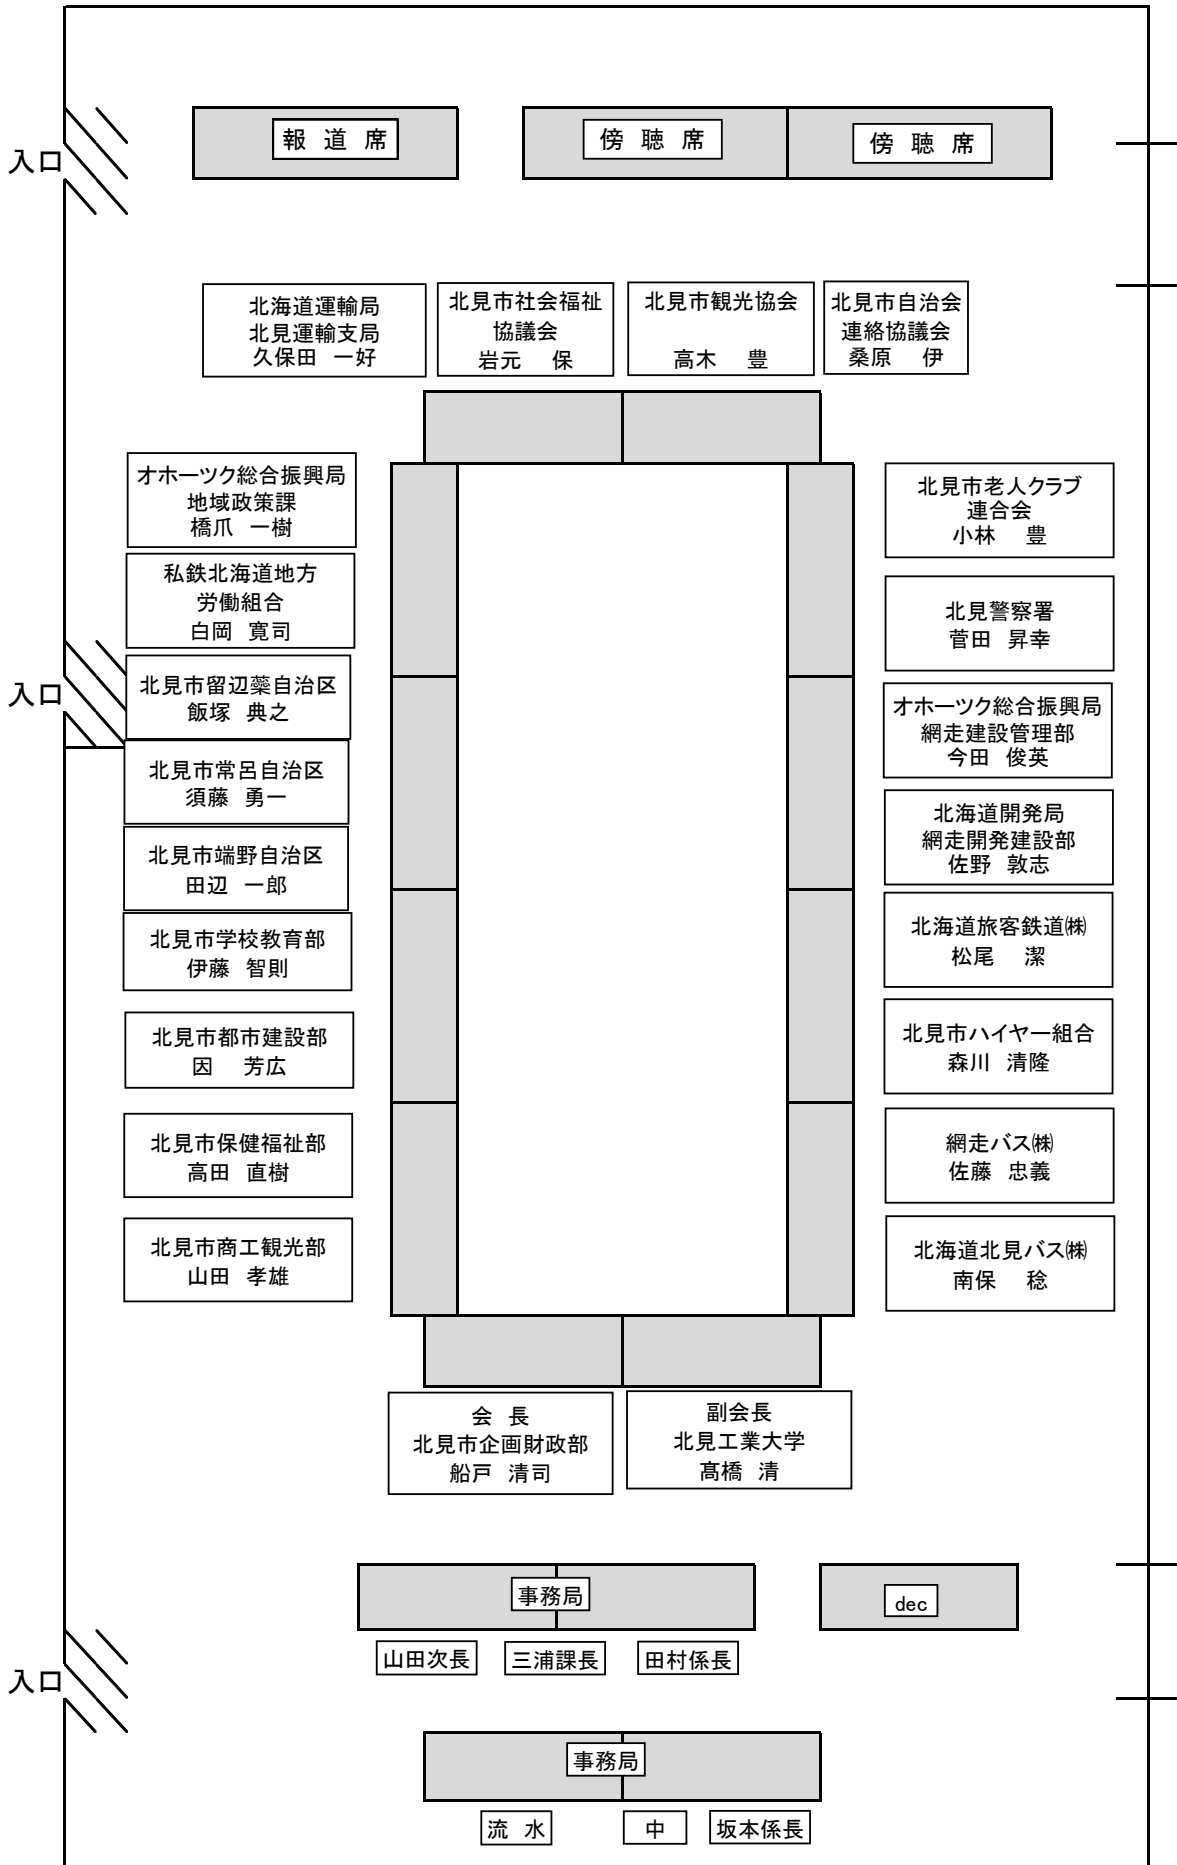 報 道 席
傍 聴 席
傍 聴 席
入口
北海道運輸局
北見運輸支局
久保田 一好
北見市社会福祉
協議会
岩元 保
北見市観光協会
高木 豊
北見市自治会
連絡協議会
桑原 伊
オホーツク総合振興局
地域政策課
橋爪 一樹
私鉄北海道地方
労働組合
白岡 寛司
入口
北見市留辺蘂自治区
飯塚 典之
北見市常呂自治区
須藤 勇一
北見市端野自治区
田辺 一郎
北見市学校教育部
伊藤 智則
北見市都市建設部
因 芳広
北見市保健福祉部
高田 直樹
北見市商工観光部
山田 孝雄
北見市老人クラブ
連合会
小林 豊
北見警察署
菅田 昇幸
オホーツク総合振興局
網走建設管理部
今田 俊英
北海道開発局
網走開発建設部
佐野 敦志
北海道旅客鉄道㈱
松尾 潔
北見市ハイヤー組合
森川 清隆
網走バス㈱
佐藤 忠義
北海道北見バス㈱
南保 稔
会 長
北見市企画財政部
船戸 清司
副会長
北見工業大学
髙橋 清
事務局
dec
山田次長
三浦課長
田村係長
入口
事務局
流 水
中
坂本係長